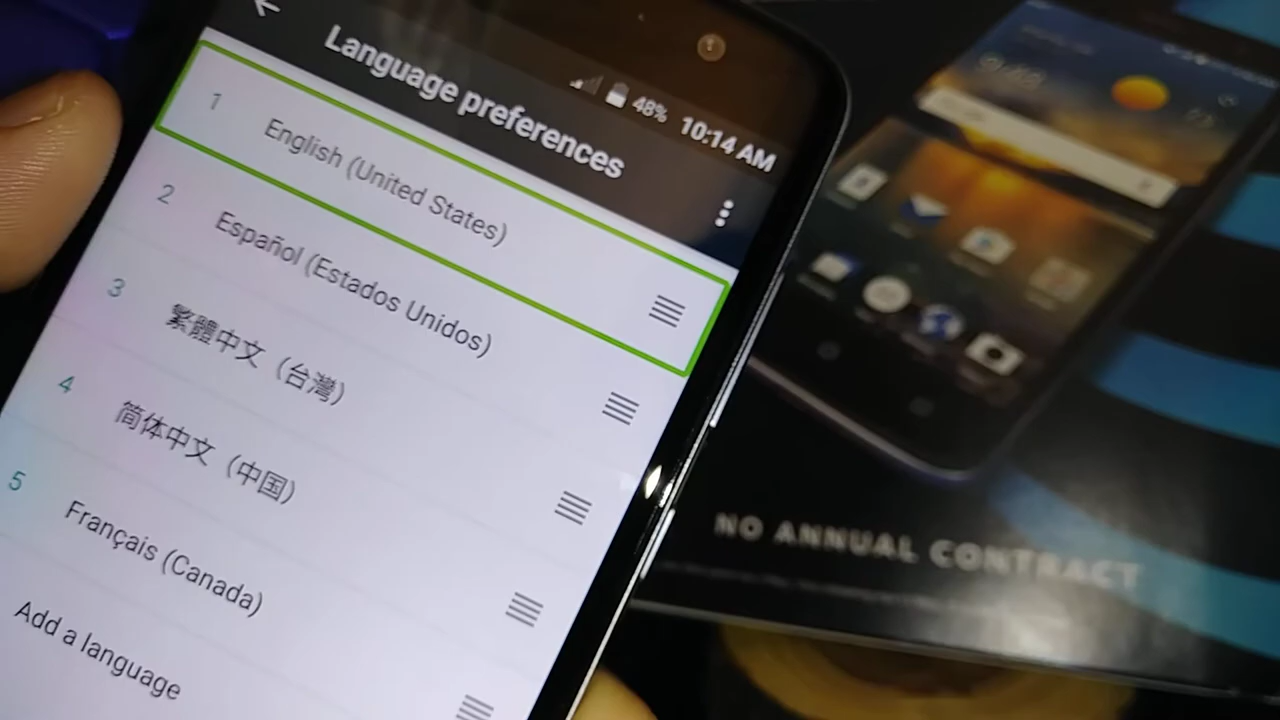 Language preferences
48% 10:14 AM
1 English (United States)
2 Español (Estados Unidos)
3 繁體中文（台灣）
4 简体中文（中国）
5 Français (Canada)
Add a language
NO ANNUAL CONTRACT